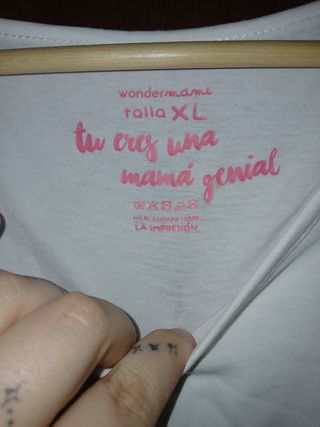 wondermami
talla XL
tu eres una
mamá genial
NO PLANCHAR SOBRE
LA IMPRESIÓN